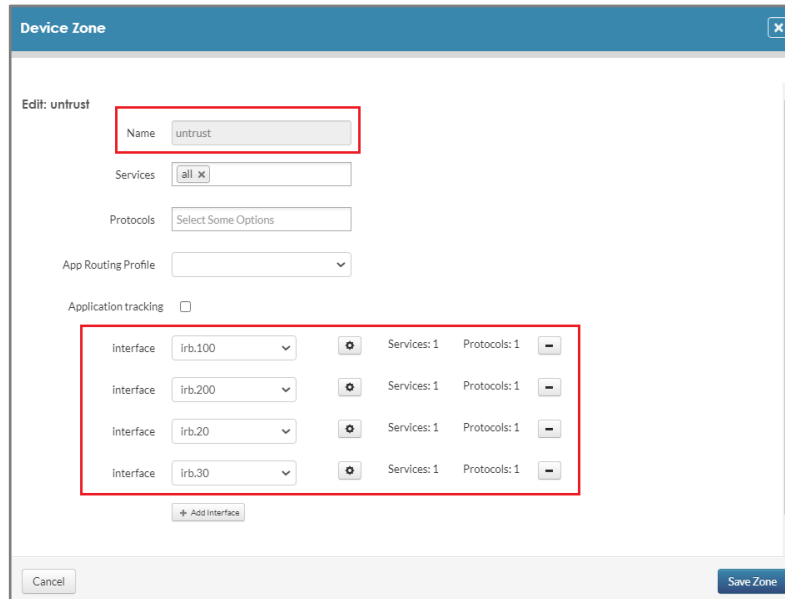 Device Zone
Edit: untrust
Name untrust
Services all
Protocols Select Some Options
App Routing Profile
Application tracking
interface irb.100 Services: 1 Protocols: 1
interface irb.200 Services: 1 Protocols: 1
interface irb.20 Services: 1 Protocols: 1
interface irb.30 Services: 1 Protocols: 1
+ Add Interface
Cancel Save Zone